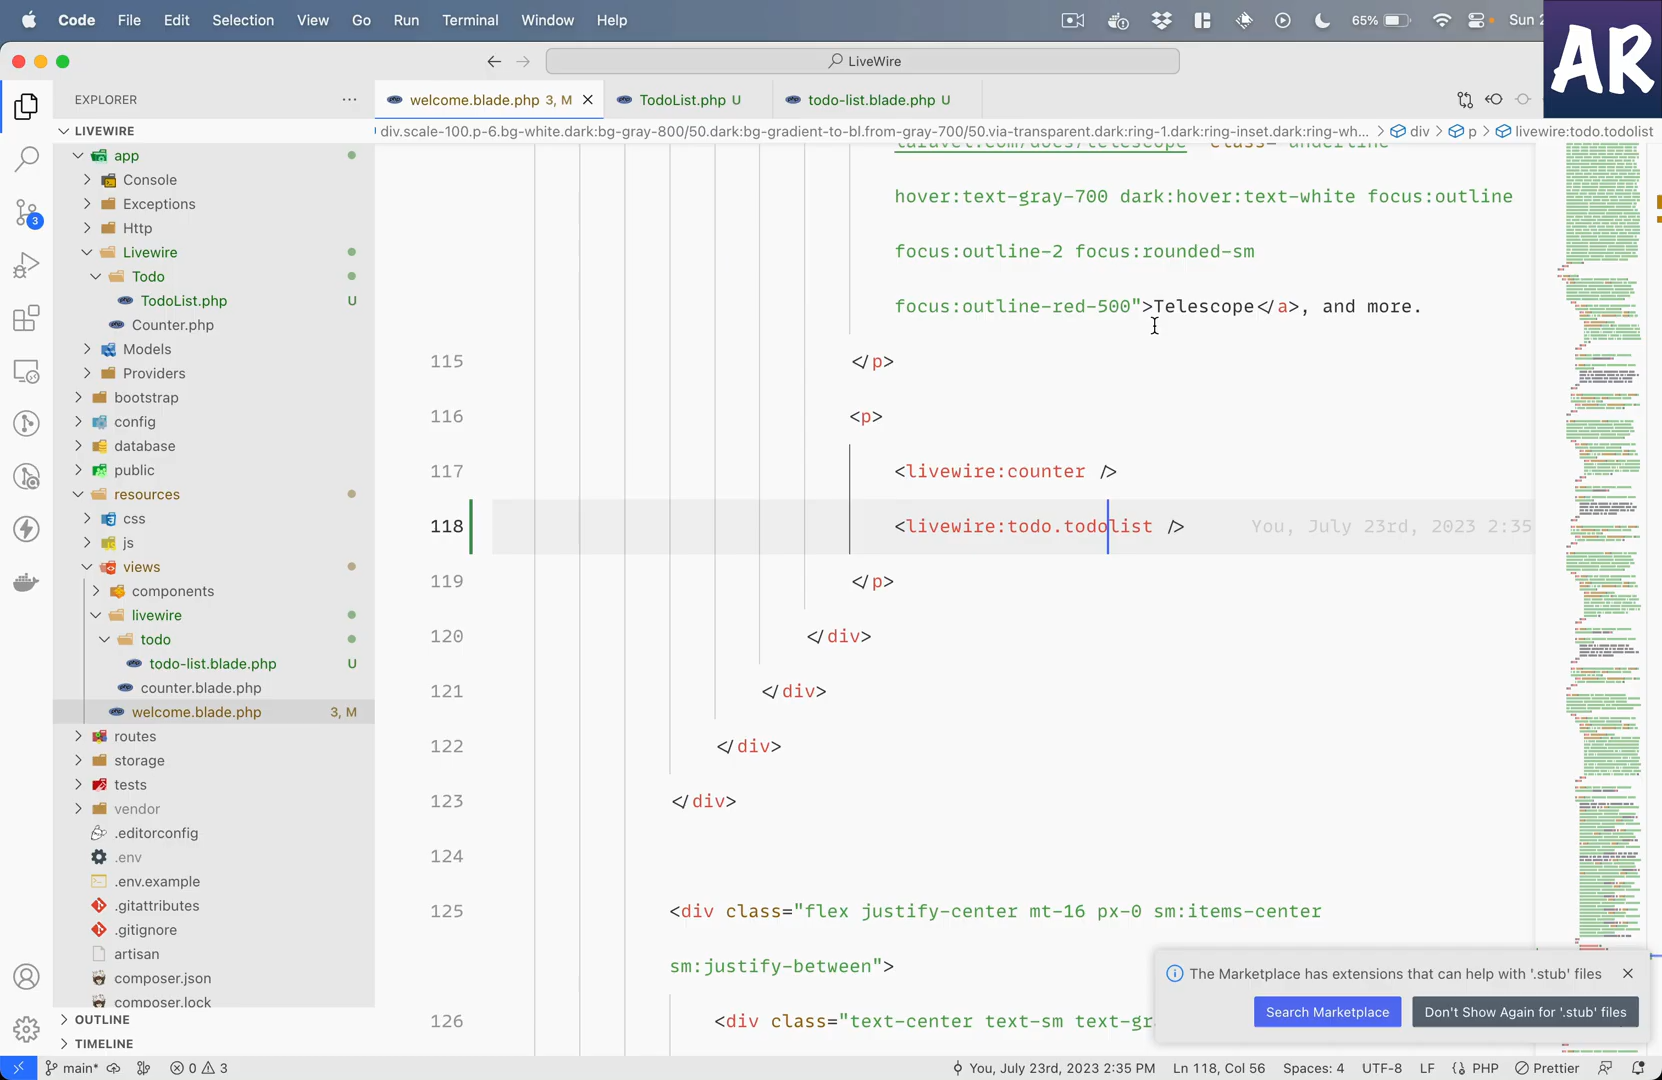 Code File Edit Selection View Go Run Terminal Window Help 65% Sun 2
AR
LiveWire
EXPLORER
welcome.blade.php 3, M
TodoList.php U
todo-list.blade.php U
LIVEWIRE
div.scale-100.p-6.bg-white.dark:bg-gray-800/50.dark:bg-gradient-to-bl.from-gray-700/50.via-transparent.dark:ring-1.dark:ring-inset.dark:ring-wh... > div > p > livewire:todo.todolist
app
Console
Exceptions
Http
Livewire
Todo
TodoList.php U
Counter.php
Models
Providers
bootstrap
config
database
public
resources
css
js
views
components
livewire
todo
todo-list.blade.php U
counter.blade.php
welcome.blade.php 3, M
routes
storage
tests
vendor
.editorconfig
.env
.env.example
.gitattributes
.gitignore
artisan
composer.json
composer.lock
OUTLINE
TIMELINE
3
laravel.com/docs/telescope" class="underline
hover:text-gray-700 dark:hover:text-white focus:outline
focus:outline-2 focus:rounded-sm
focus:outline-red-500">Telescope</a>, and more.
115 </p>
116 <p>
117 <livewire:counter />
118 <livewire:todo.todolist /> You, July 23rd, 2023 2:35
119 </p>
120 </div>
121 </div>
122 </div>
123 </div>
124
125 <div class="flex justify-center mt-16 px-0 sm:items-center
sm:justify-between">
126 <div class="text-center text-sm text-gr
The Marketplace has extensions that can help with '.stub' files
Search Marketplace
Don't Show Again for '.stub' files
main* 0 3 You, July 23rd, 2023 2:35 PM Ln 118, Col 56 Spaces: 4 UTF-8 LF PHP Prettier